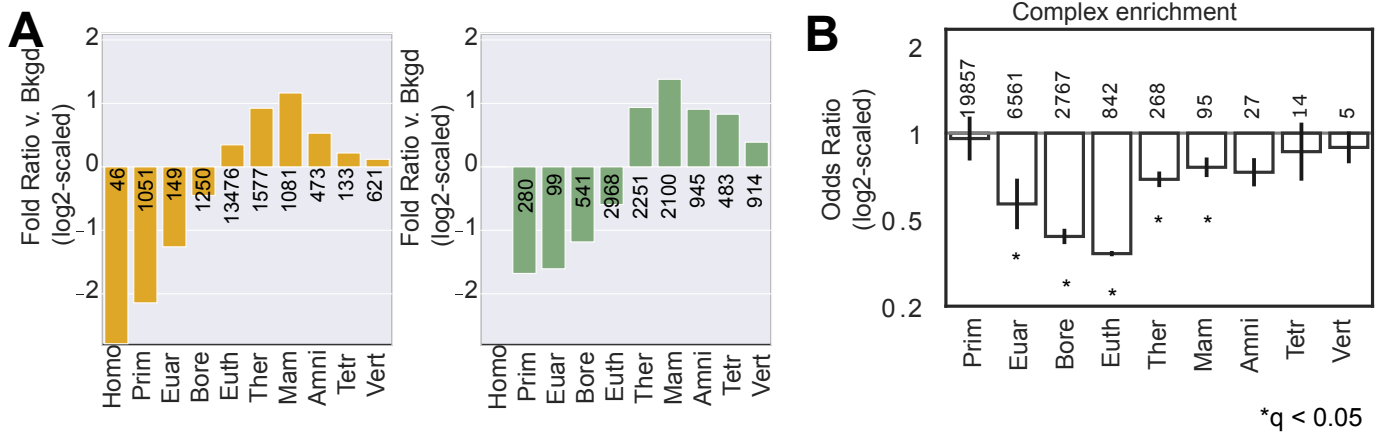 A
Fold Ratio v. Bkgd
(log2-scaled)
2
1
0
−1
−2
46
1051
149
1250
13476
1577
1081
473
133
621
Homo
Prim
Euar
Bore
Euth
Ther
Mam
Amni
Tetr
Vert
Fold Ratio v. Bkgd
(log2-scaled)
2
1
0
−1
−2
280
99
541
2968
2251
2100
945
483
914
Homo
Prim
Euar
Bore
Euth
Ther
Mam
Amni
Tetr
Vert
B
Complex enrichment
Odds Ratio
(log2-scaled)
2
1
0.5
0.2
19857
6561
2767
842
268
95
27
14
5
*
*
*
*
*
Prim
Euar
Bore
Euth
Ther
Mam
Amni
Tetr
Vert
*q < 0.05